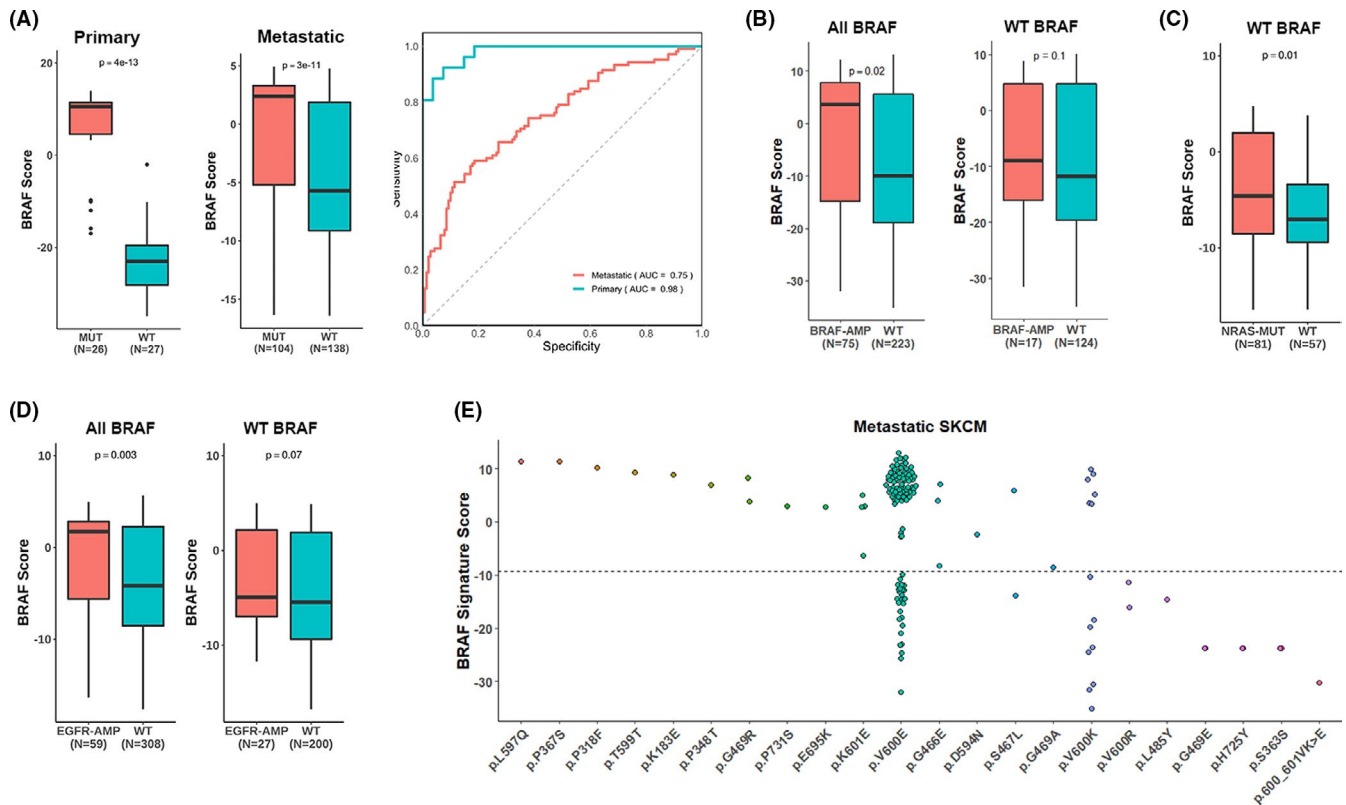 (A)
Primary
p = 4e-13
20
0
-20
BRAF Score
MUT
(N=26)
WT
(N=27)
Metastatic
p = 3e-11
5
0
-5
-10
-15
BRAF Score
MUT
(N=104)
WT
(N=138)
1.0
0.8
0.6
0.4
0.2
0.0
Sensitivity
Metastatic ( AUC = 0.75)
Primary ( AUC = 0.98)
0.0 0.2 0.4 0.6 0.8 1.0
Specificity
(B)
All BRAF
p = 0.02
10
0
-10
-20
-30
BRAF Score
BRAF-AMP
(N=75)
WT
(N=223)
WT BRAF
p = 0.1
10
0
-10
-20
-30
BRAF Score
BRAF-AMP
(N=17)
WT
(N=124)
(C)
WT BRAF
p = 0.01
10
0
-10
BRAF Score
NRAS-MUT
(N=81)
WT
(N=57)
(D)
All BRAF
p = 0.003
10
0
-10
BRAF Score
EGFR-AMP
(N=59)
WT
(N=308)
WT BRAF
p = 0.07
10
0
-10
BRAF Score
EGFR-AMP
(N=27)
WT
(N=200)
(E)
Metastatic SKCM
10
0
-10
-20
-30
BRAF Signature Score
p.L597Q
p.P367S
p.P318F
p.T599T
p.K183E
p.P348T
p.G469R
p.P731S
p.E695K
p.K601E
p.V600E
p.G466E
p.D594N
p.S467L
p.G469A
p.V600K
p.V600R
p.L485Y
p.G469E
p.H725Y
p.S363S
p.600_601VK>E